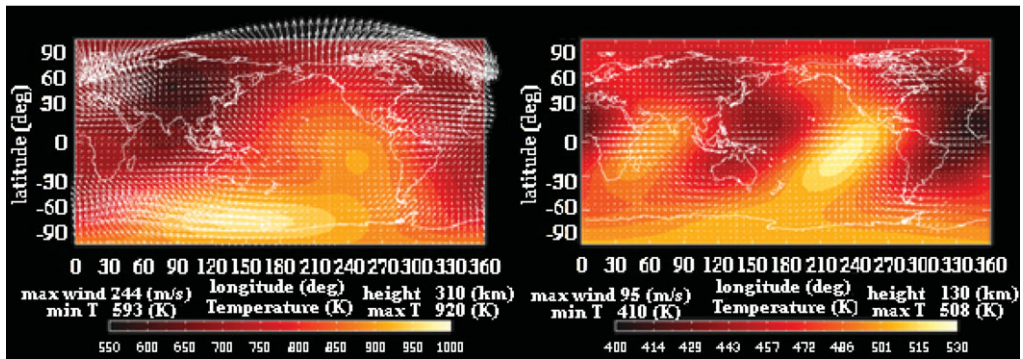 90
60
30
0
-30
-60
-90
latitude (deg)
0 30 60 90 120 150 180 210 240 270 300 330 360
longitude (deg)
max wind 244 (m/s) height 310 (km)
min T 593 (K) Temperature (K) max T 920 (K)
550 600 650 700 750 800 850 900 950 1000
90
60
30
0
-30
-60
-90
latitude (deg)
0 30 60 90 120 150 180 210 240 270 300 330 360
longitude (deg)
max wind 95 (m/s) height 130 (km)
min T 410 (K) Temperature (K) max T 508 (K)
400 414 429 443 457 472 486 501 515 530